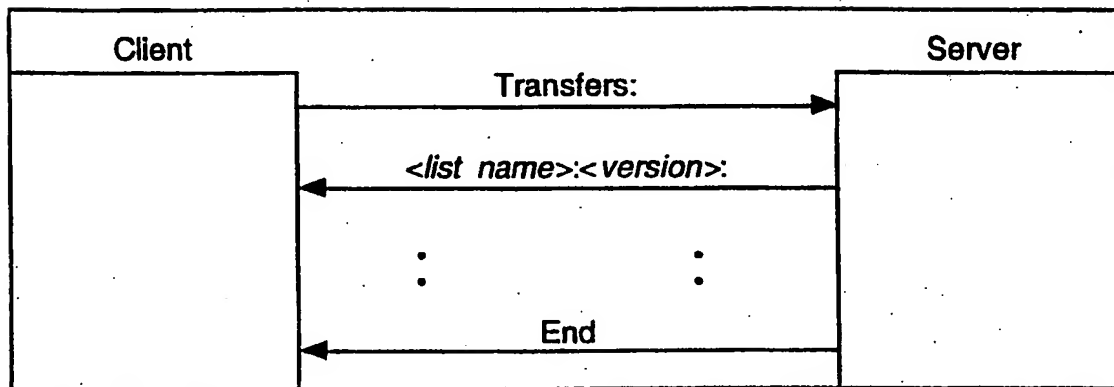 Client
Server
Transfers:
<list name>:<version>:
End